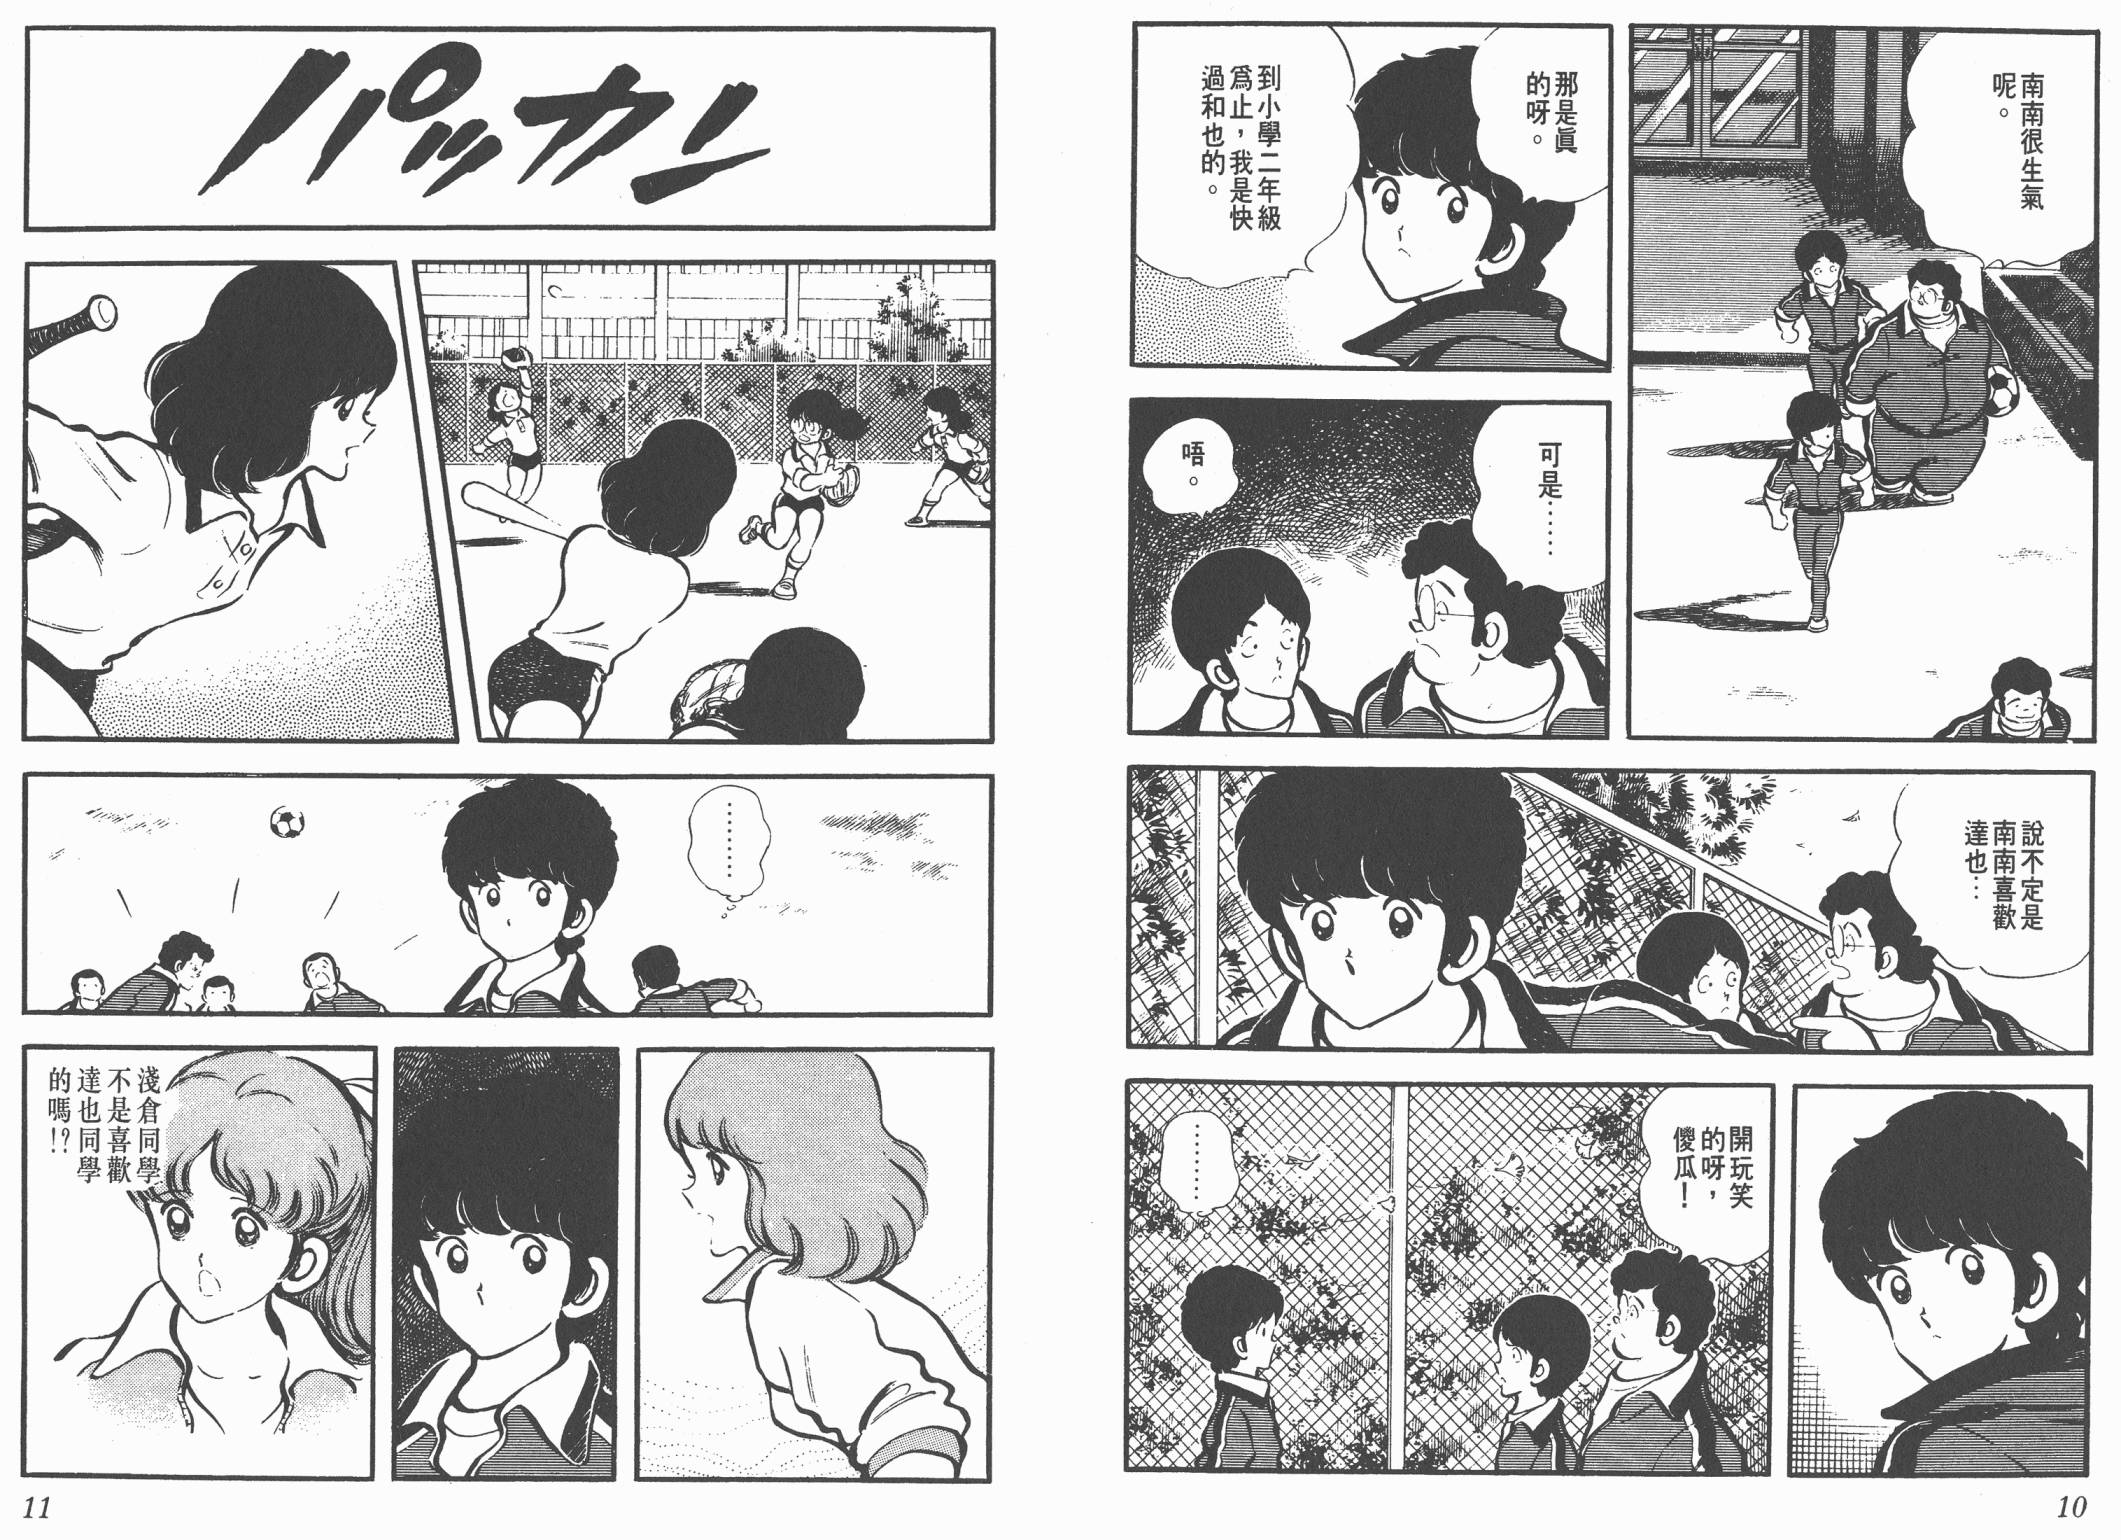 南南很生氣
呢。
那是眞
的呀。
到小學二年級
爲止，我是快
過和也的。
可是……
唔。
說不定是
南南喜歡
達也…
開玩笑
的呀，
傻瓜！
………
10
パッカン
………
淺倉同學
不是喜歡
達也同學
的嗎!?
11